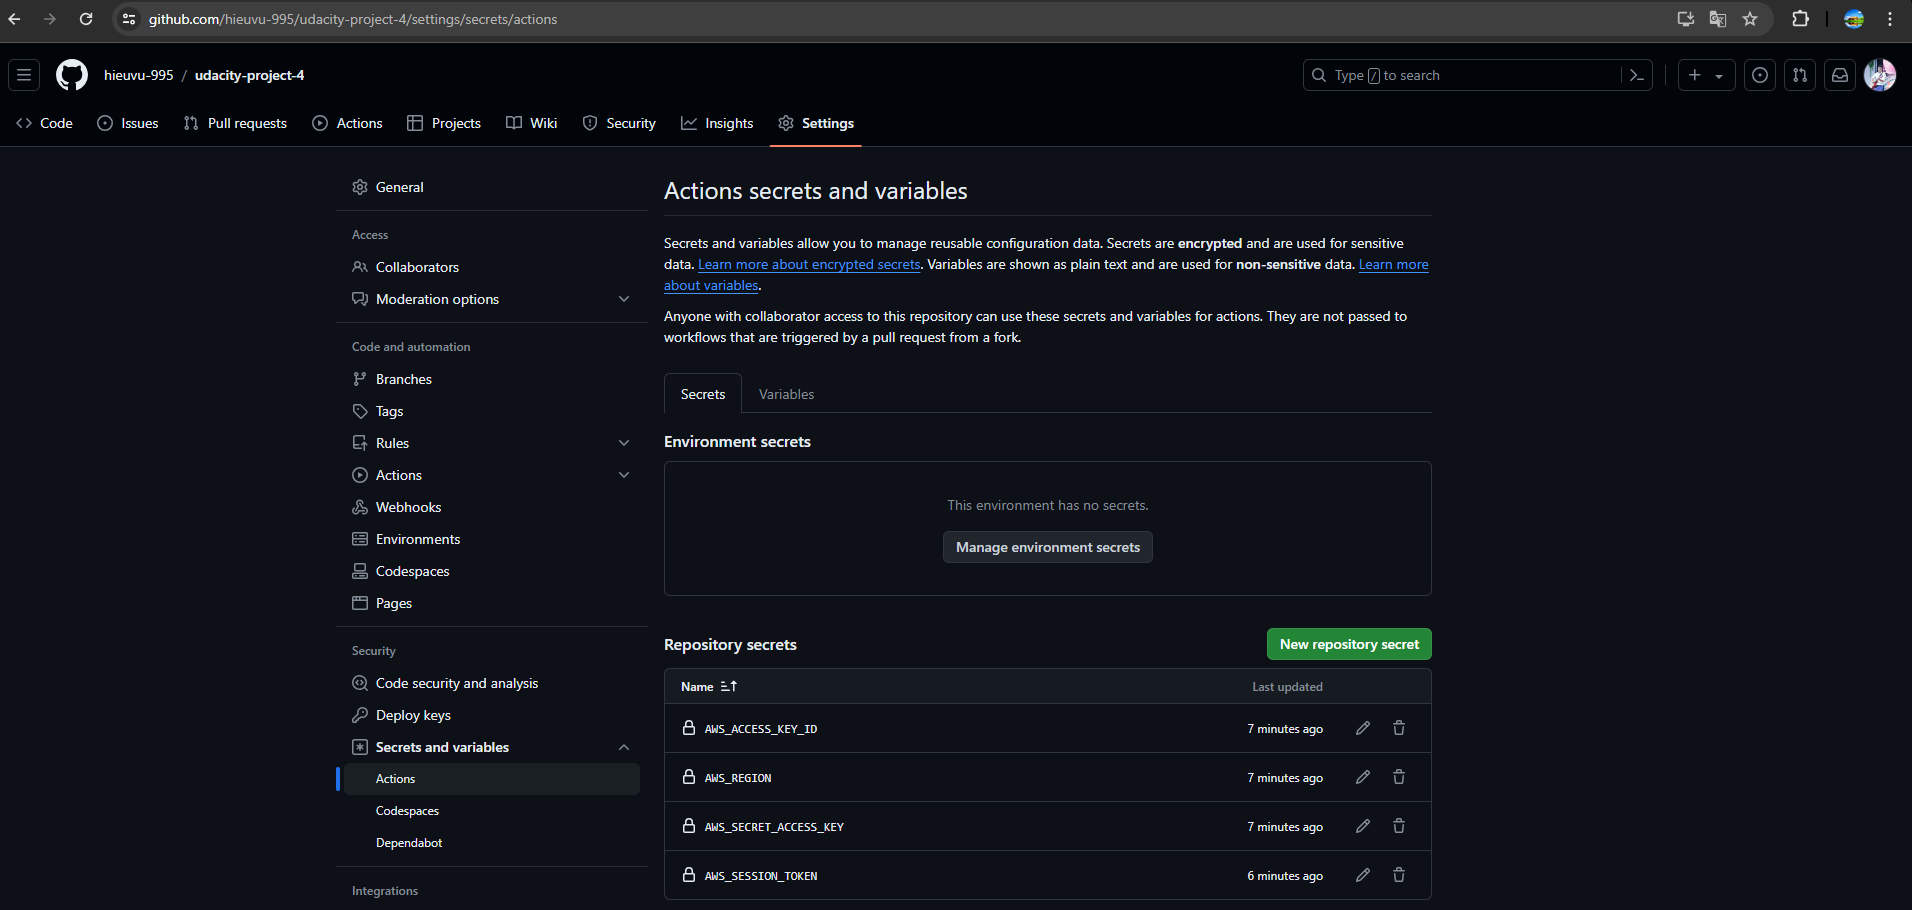 github.com/hieuvu-995/udacity-project-4/settings/secrets/actions
hieuvu-995 / udacity-project-4
Type / to search
Code
Issues
Pull requests
Actions
Projects
Wiki
Security
Insights
Settings
General
Access
Collaborators
Moderation options
Code and automation
Branches
Tags
Rules
Actions
Webhooks
Environments
Codespaces
Pages
Security
Code security and analysis
Deploy keys
Secrets and variables
Actions
Codespaces
Dependabot
Integrations
Actions secrets and variables
Secrets and variables allow you to manage reusable configuration data. Secrets are encrypted and are used for sensitive
data. Learn more about encrypted secrets. Variables are shown as plain text and are used for non-sensitive data. Learn more
about variables.
Anyone with collaborator access to this repository can use these secrets and variables for actions. They are not passed to
workflows that are triggered by a pull request from a fork.
Secrets
Variables
Environment secrets
This environment has no secrets.
Manage environment secrets
Repository secrets
New repository secret
Name
Last updated
AWS_ACCESS_KEY_ID
7 minutes ago
AWS_REGION
7 minutes ago
AWS_SECRET_ACCESS_KEY
7 minutes ago
AWS_SESSION_TOKEN
6 minutes ago